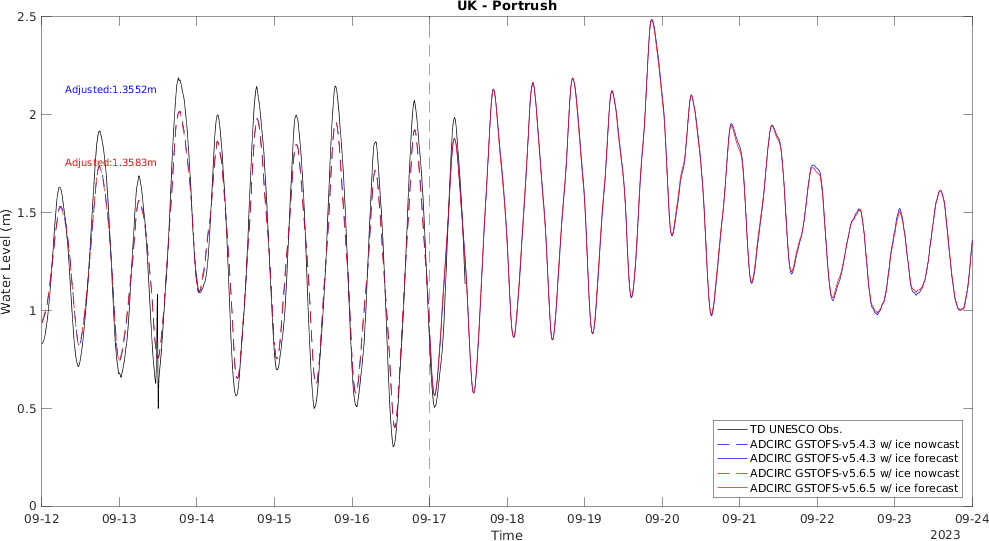 UK - Portrush
2.5
2
1.5
1
0.5
0
Water Level (m)
Adjusted:1.3552m
Adjusted:1.3583m
TD UNESCO Obs.
ADCIRC GSTOFS-v5.4.3 w/ ice nowcast
ADCIRC GSTOFS-v5.4.3 w/ ice forecast
ADCIRC GSTOFS-v5.6.5 w/ ice nowcast
ADCIRC GSTOFS-v5.6.5 w/ ice forecast
09-12 09-13 09-14 09-15 09-16 09-17 09-18 09-19 09-20 09-21 09-22 09-23 09-24
Time
2023